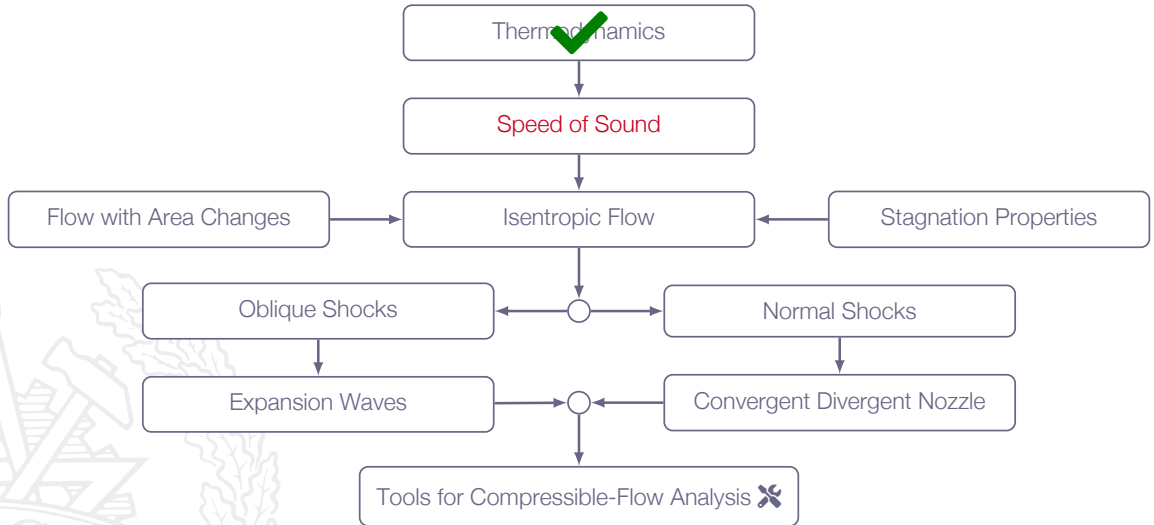 Thermodynamics
Speed of Sound
Flow with Area Changes
Isentropic Flow
Stagnation Properties
Oblique Shocks
Normal Shocks
Expansion Waves
Convergent Divergent Nozzle
Tools for Compressible-Flow Analysis